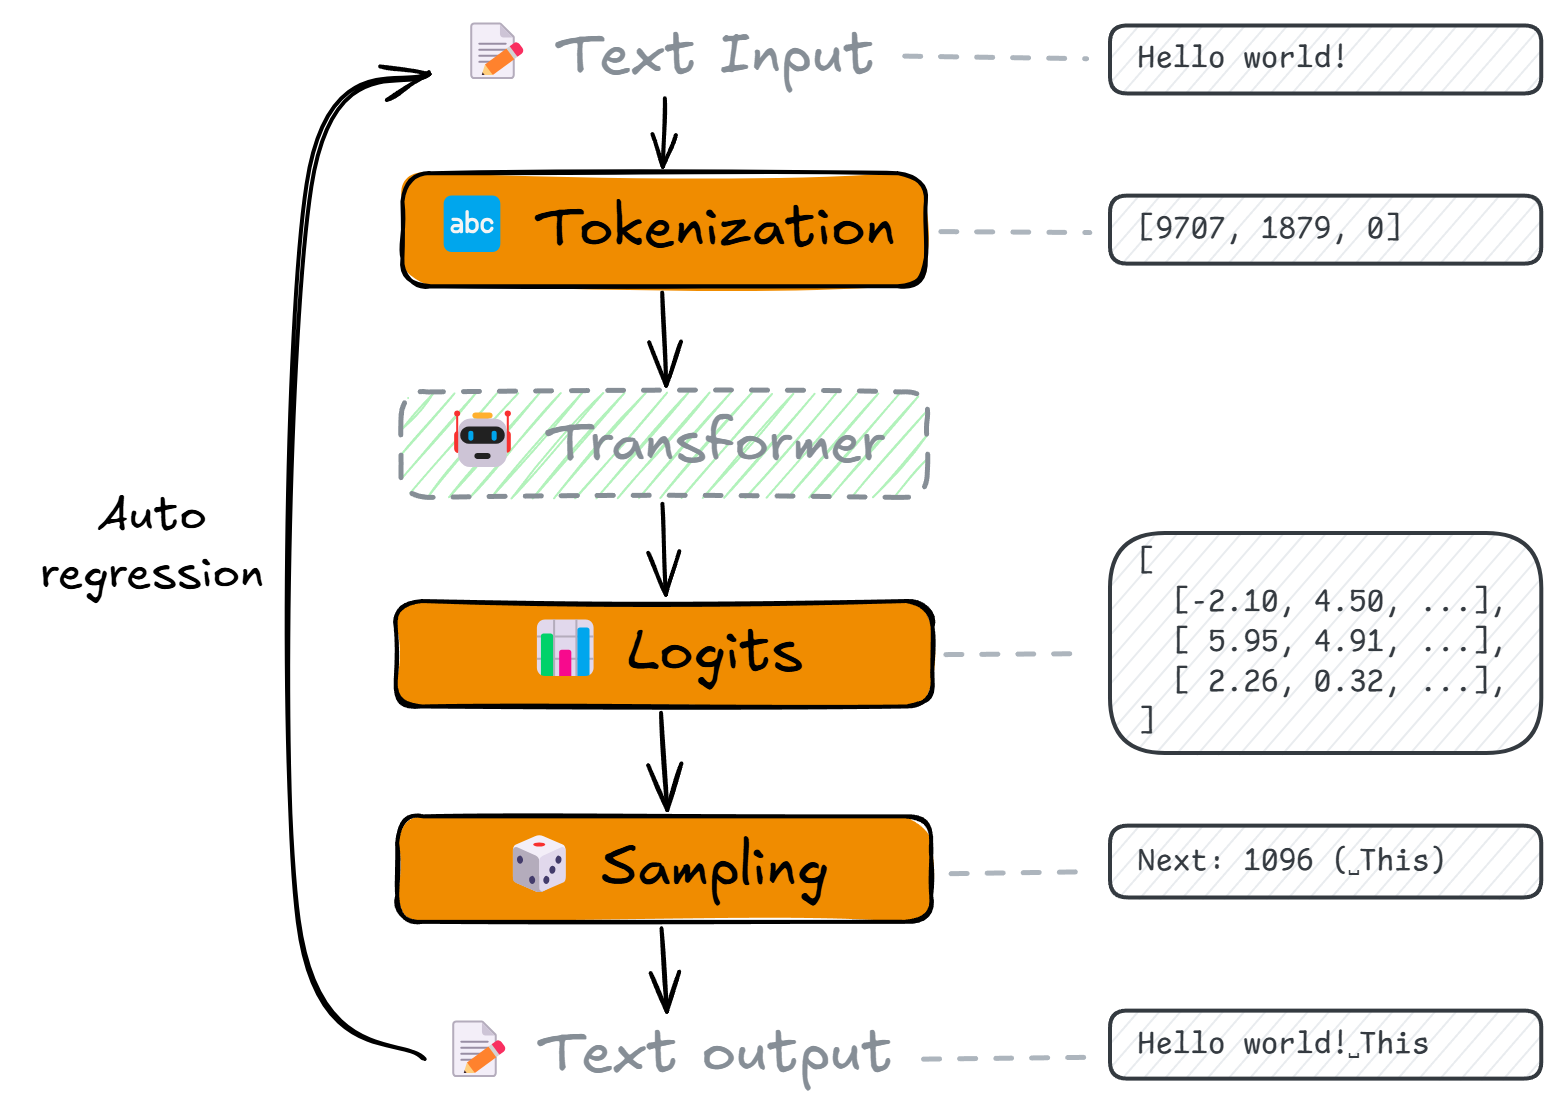 Text Input
Hello world!
abc
Tokenization
[9707, 1879, 0]
Transformer
Auto
regression
[
[-2.10, 4.50, ...],
[ 5.95, 4.91, ...],
[ 2.26, 0.32, ...],
]
Logits
Sampling
Next: 1096 (␣This)
Text output
Hello world!␣This